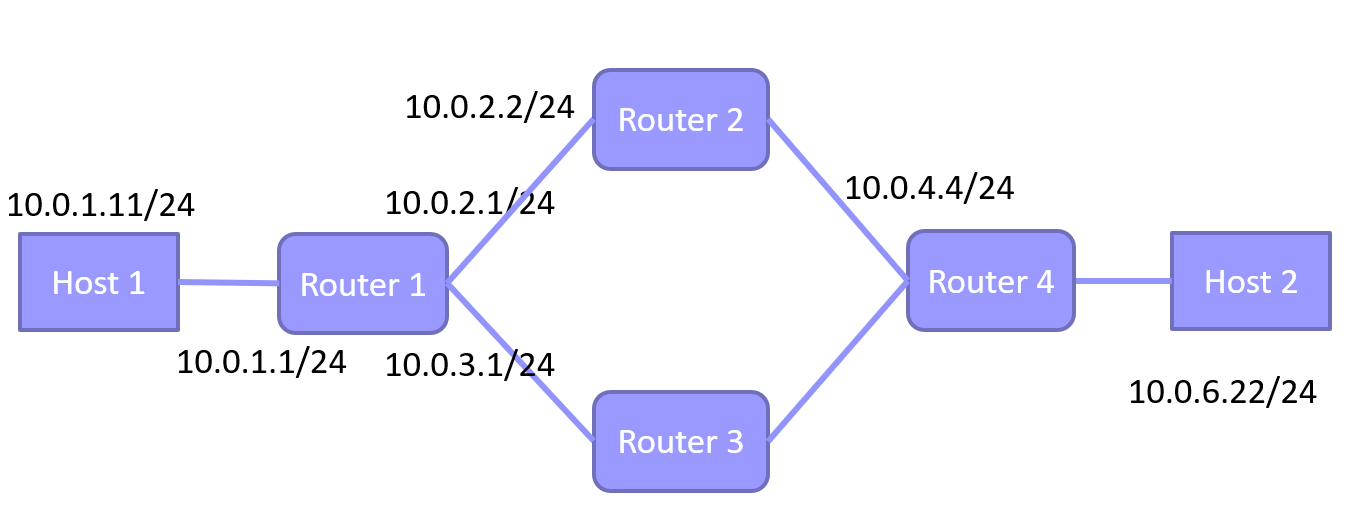 10.0.2.2/24
Router 2
10.0.1.11/24
10.0.2.1/24
10.0.4.4/24
Host 1
Router 1
Router 4
Host 2
10.0.1.1/24
10.0.3.1/24
10.0.6.22/24
Router 3